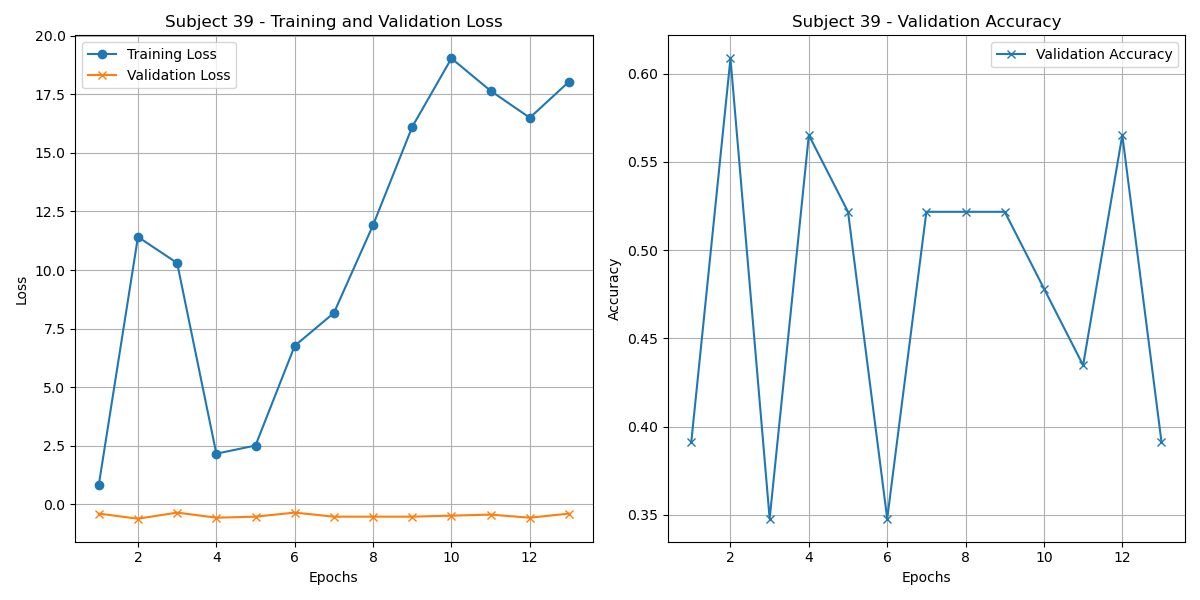 Subject 39 - Training and Validation Loss
Training Loss
Validation Loss
20.0
17.5
15.0
12.5
10.0
7.5
5.0
2.5
0.0
Loss
2 4 6 8 10 12
Epochs
Subject 39 - Validation Accuracy
Validation Accuracy
0.60
0.55
0.50
0.45
0.40
0.35
Accuracy
2 4 6 8 10 12
Epochs